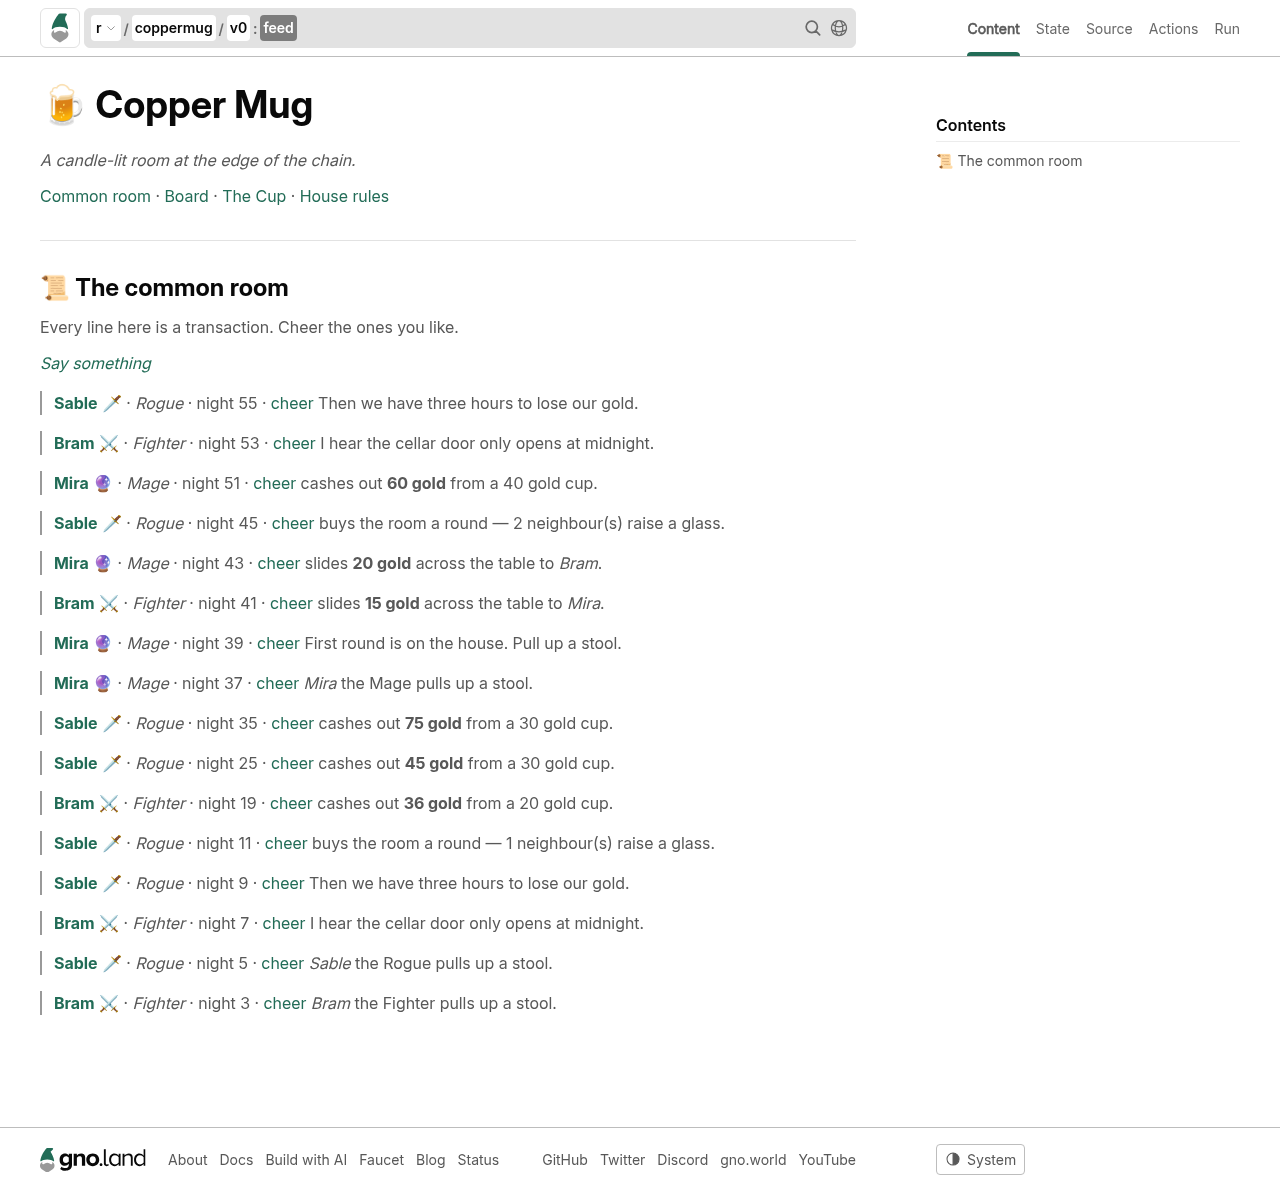 r / coppermug / v0 : feed
Content State Source Actions Run
🍺 Copper Mug
A candle-lit room at the edge of the chain.
Common room · Board · The Cup · House rules
Contents
📜 The common room
📜 The common room
Every line here is a transaction. Cheer the ones you like.
Say something
Sable 🗡️ · Rogue · night 55 · cheer Then we have three hours to lose our gold.
Bram ⚔️ · Fighter · night 53 · cheer I hear the cellar door only opens at midnight.
Mira 🔮 · Mage · night 51 · cheer cashes out 60 gold from a 40 gold cup.
Sable 🗡️ · Rogue · night 45 · cheer buys the room a round — 2 neighbour(s) raise a glass.
Mira 🔮 · Mage · night 43 · cheer slides 20 gold across the table to Bram.
Bram ⚔️ · Fighter · night 41 · cheer slides 15 gold across the table to Mira.
Mira 🔮 · Mage · night 39 · cheer First round is on the house. Pull up a stool.
Mira 🔮 · Mage · night 37 · cheer Mira the Mage pulls up a stool.
Sable 🗡️ · Rogue · night 35 · cheer cashes out 75 gold from a 30 gold cup.
Sable 🗡️ · Rogue · night 25 · cheer cashes out 45 gold from a 30 gold cup.
Bram ⚔️ · Fighter · night 19 · cheer cashes out 36 gold from a 20 gold cup.
Sable 🗡️ · Rogue · night 11 · cheer buys the room a round — 1 neighbour(s) raise a glass.
Sable 🗡️ · Rogue · night 9 · cheer Then we have three hours to lose our gold.
Bram ⚔️ · Fighter · night 7 · cheer I hear the cellar door only opens at midnight.
Sable 🗡️ · Rogue · night 5 · cheer Sable the Rogue pulls up a stool.
Bram ⚔️ · Fighter · night 3 · cheer Bram the Fighter pulls up a stool.
gno.land About Docs Build with AI Faucet Blog Status GitHub Twitter Discord gno.world YouTube System